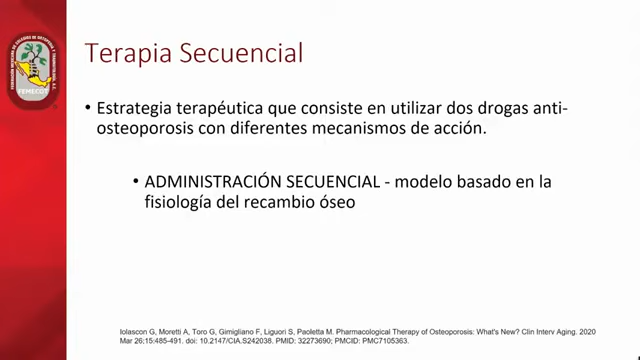 Terapia Secuencial
• Estrategia terapéutica que consiste en utilizar dos drogas anti-
osteoporosis con diferentes mecanismos de acción.
• ADMINISTRACIÓN SECUENCIAL - modelo basado en la
fisiología del recambio óseo
Iolascon G, Moretti A, Toro G, Gimigliano F, Liguori S, Paoletta M. Pharmacological Therapy of Osteoporosis: What's New? Clin Interv Aging. 2020
Mar 26;15:485-491. doi: 10.2147/CIA.S242038. PMID: 32273690; PMCID: PMC7105363.
FEMECOT